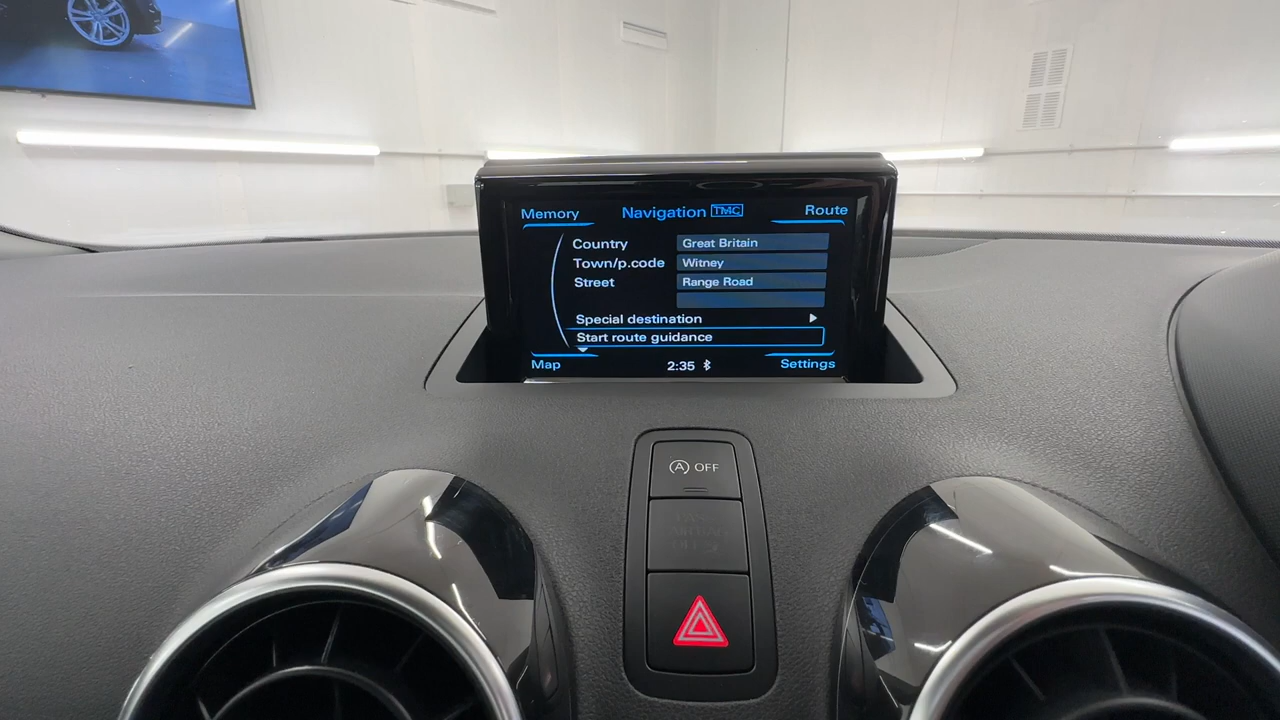 Memory Navigation TMC Route
Country Great Britain
Town/p.code Witney
Street Range Road
Special destination
Start route guidance
Map 2:35 Settings
A OFF